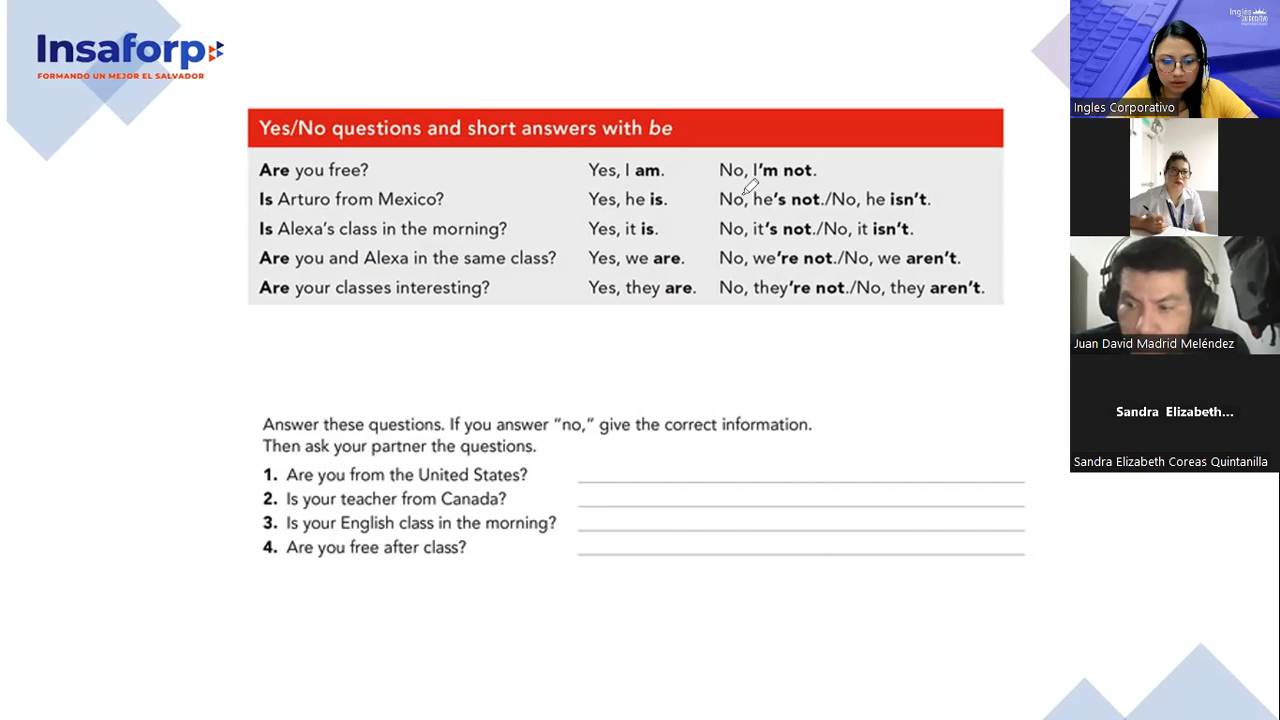 Insaforp
FORMANDO UN MEJOR EL SALVADOR
Yes/No questions and short answers with be
Are you free? Yes, I am. No, I'm not.
Is Arturo from Mexico? Yes, he is. No, he's not./No, he isn't.
Is Alexa's class in the morning? Yes, it is. No, it's not./No, it isn't.
Are you and Alexa in the same class? Yes, we are. No, we're not./No, we aren't.
Are your classes interesting? Yes, they are. No, they're not./No, they aren't.
Answer these questions. If you answer “no,” give the correct information.
Then ask your partner the questions.
1. Are you from the United States?
2. Is your teacher from Canada?
3. Is your English class in the morning?
4. Are you free after class?
Inglés
Ingles Corporativo
Juan David Madrid Meléndez
Sandra Elizabeth...
Sandra Elizabeth Coreas Quintanilla